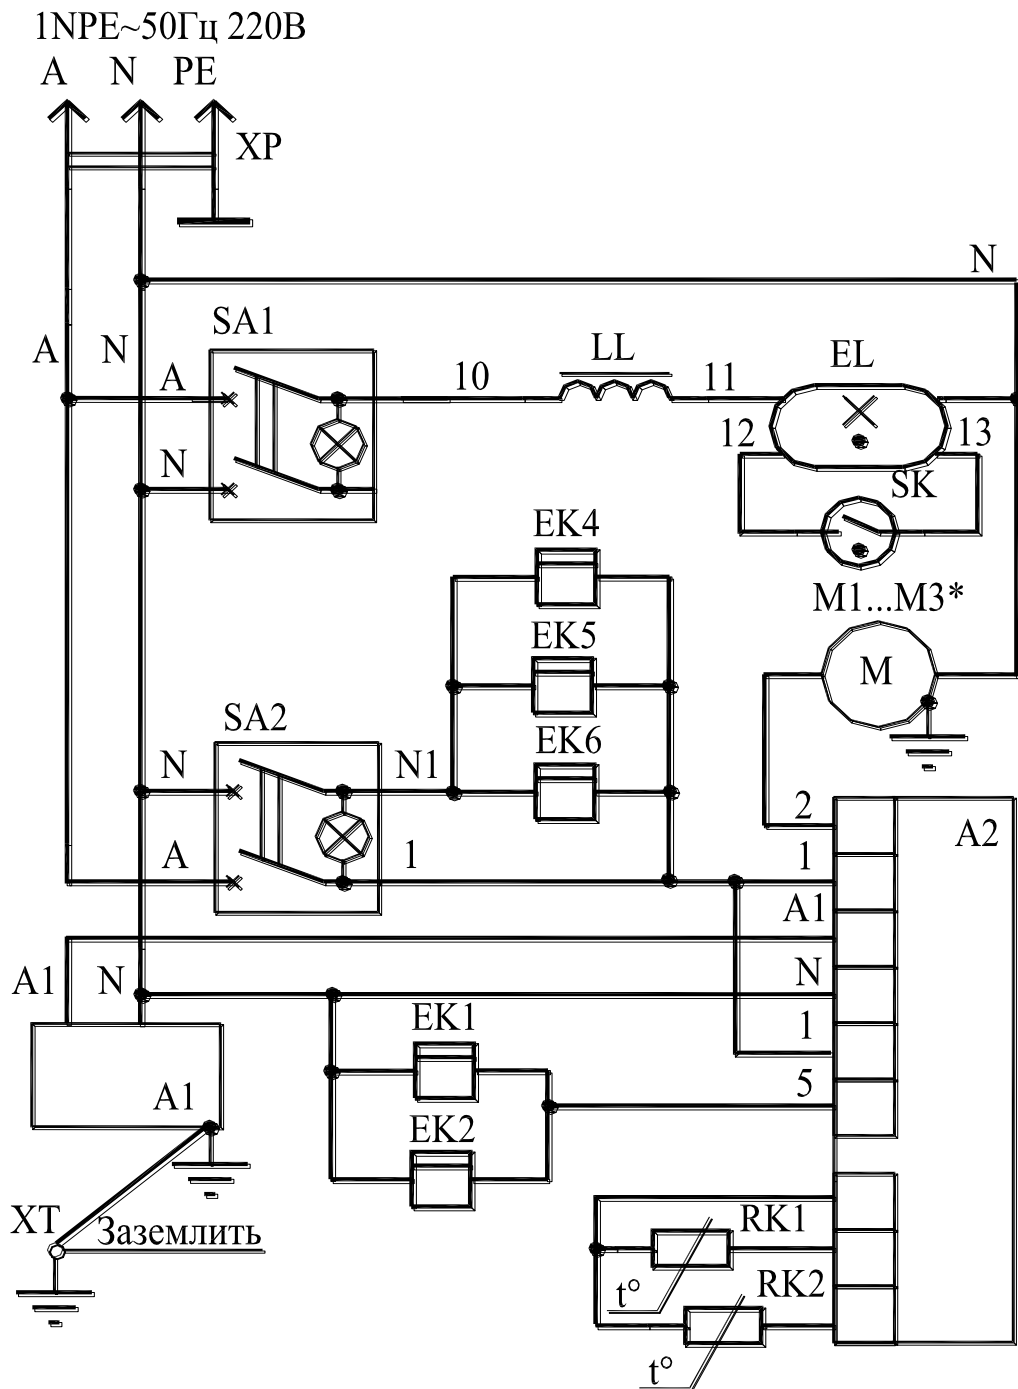 1NPE~50Гц 220В
A N PE
XP
N
SA1
A N A 10 LL 11 EL
12 13
N
SK
EK4
M1...M3*
EK5
M
SA2
EK6
N N1
2
A2
A 1 1
A1
A1 N N
EK1 1
A1 5
EK2
XT Заземлить
RK1
t°
RK2
t°